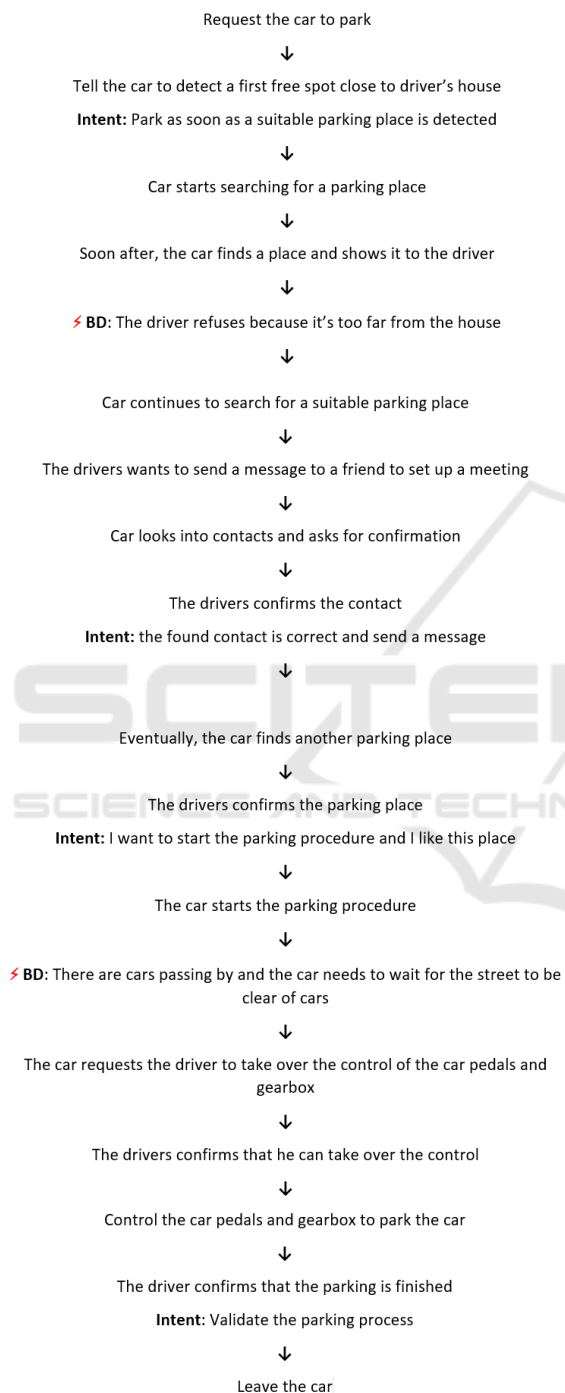 Request the car to park
↓
Tell the car to detect a first free spot close to driver's house
Intent: Park as soon as a suitable parking place is detected
↓
Car starts searching for a parking place
↓
Soon after, the car finds a place and shows it to the driver
↓
⚡ BD: The driver refuses because it's too far from the house
↓
Car continues to search for a suitable parking place
↓
The drivers wants to send a message to a friend to set up a meeting
↓
Car looks into contacts and asks for confirmation
↓
The drivers confirms the contact
Intent: the found contact is correct and send a message
↓
SCITE
Eventually, the car finds another parking place
↓
The drivers confirms the parking place
SCIENCE AND TECHN
Intent: I want to start the parking procedure and I like this place
↓
The car starts the parking procedure
↓
⚡ BD: There are cars passing by and the car needs to wait for the street to be
clear of cars
↓
The car requests the driver to take over the control of the car pedals and
gearbox
↓
The drivers confirms that he can take over the control
↓
Control the car pedals and gearbox to park the car
↓
The driver confirms that the parking is finished
Intent: Validate the parking process
↓
Leave the car